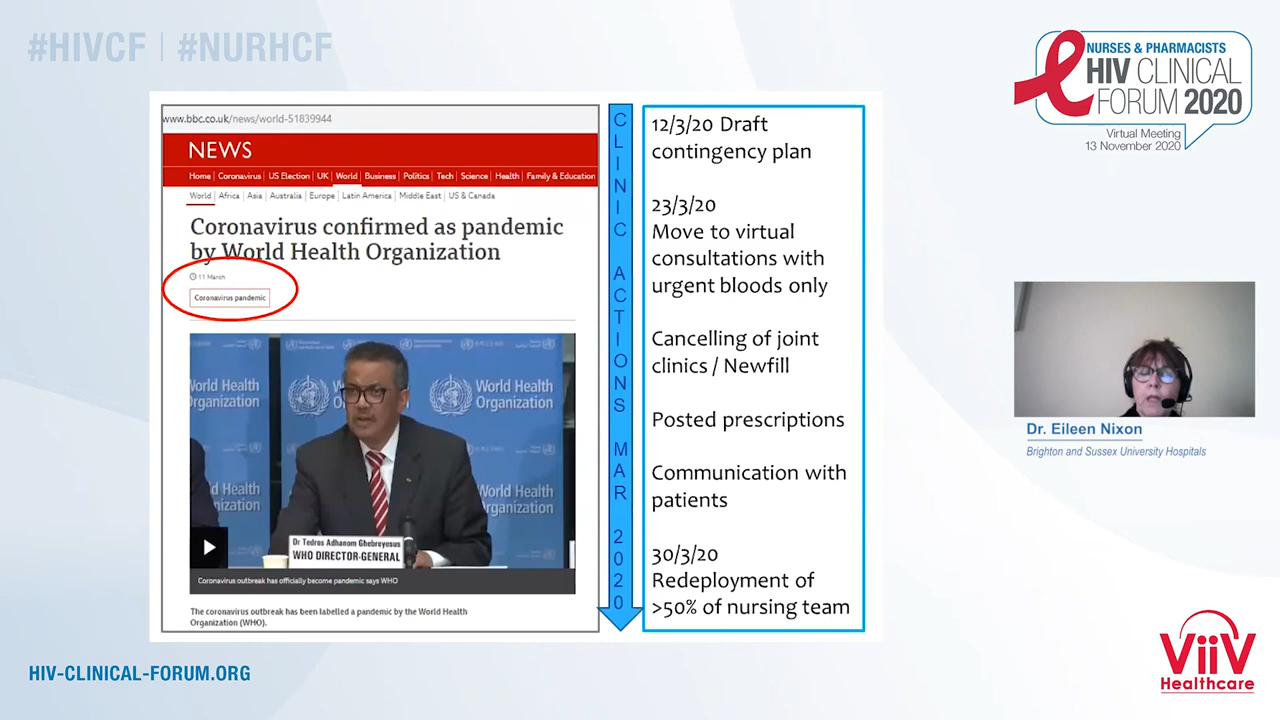 #HIVCF | #NURHCF
NURSES & PHARMACISTS
HIV CLINICAL
FORUM 2020
Virtual Meeting
13 November 2020
www.bbc.co.uk/news/world-51839944
NEWS
Home | Coronavirus | US Election | UK | World | Business | Politics | Tech | Science | Health | Family & Education
World | Africa | Asia | Australia | Europe | Latin America | Middle East | US & Canada
Coronavirus confirmed as pandemic
by World Health Organization
11 March
Coronavirus pandemic
World Health
Organization
World Health
Organization
World Health
Organization
d Health
nization
World Health
Organization
Dr Tedros Adhanom Ghebreyesus
WHO DIRECTOR-GENERAL
Coronavirus outbreak has officially become pandemic says WHO
The coronavirus outbreak has been labelled a pandemic by the World Health
Organization (WHO).
CLINIC ACTIONS MAR 2020
12/3/20 Draft
contingency plan
23/3/20
Move to virtual
consultations with
urgent bloods only
Cancelling of joint
clinics / Newfill
Posted prescriptions
Communication with
patients
30/3/20
Redeployment of
>50% of nursing team
Dr. Eileen Nixon
Brighton and Sussex University Hospitals
HIV-CLINICAL-FORUM.ORG
ViiV
Healthcare